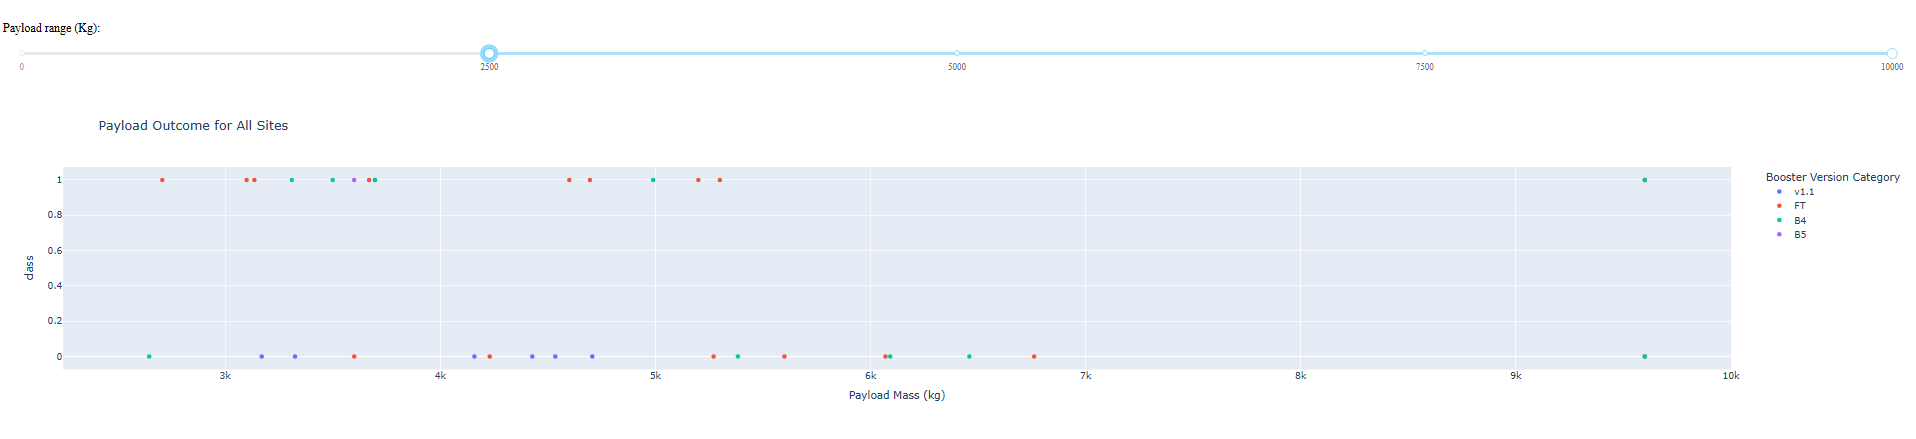 Payload range (Kg):
0 2500 5000 7500 10000
Payload Outcome for All Sites
Booster Version Category
v1.1
FT
B4
B5
class
1
0.8
0.6
0.4
0.2
0
3k 4k 5k 6k 7k 8k 9k 10k
Payload Mass (kg)